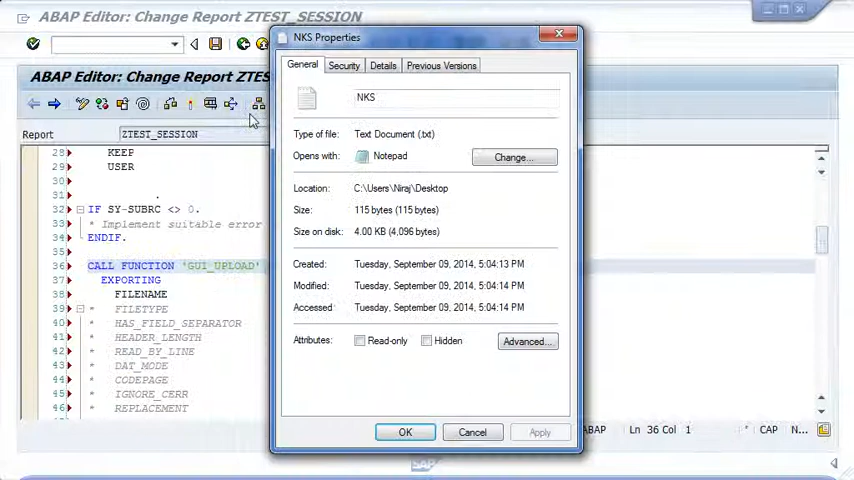 ABAP Editor: Change Report ZTEST_SESSION
NKS Properties
ABAP Editor: Change Report ZTE
General
Security
Details
Previous Versions
NKS
Report
ZTEST_SESSION
Type of file:
Text Document (.txt)
Opens with:
Notepad
Change...
Location:
C:\Users\Niraj\Desktop
Size:
115 bytes (115 bytes)
Size on disk:
4.00 KB (4,096 bytes)
Created:
Tuesday, September 09, 2014, 5:04:13 PM
Modified:
Tuesday, September 09, 2014, 5:04:14 PM
Accessed:
Tuesday, September 09, 2014, 5:04:14 PM
Attributes:
Read-only
Hidden
Advanced...
OK
Cancel
Apply
28 KEEP
29 USER
30
31 .
32 IF SY-SUBRC <> 0.
33 * Implement suitable error
34 ENDIF.
35
36 CALL FUNCTION 'GUI_UPLOAD'
37 EXPORTING
38 FILENAME
39 * FILETYPE
40 * HAS_FIELD_SEPARATOR
41 * HEADER_LENGTH
42 * READ_BY_LINE
43 * DAT_MODE
44 * CODEPAGE
45 * IGNORE_CERR
46 * REPLACEMENT
ABAP
Ln 36 Col 1
* CAP N...
SAP